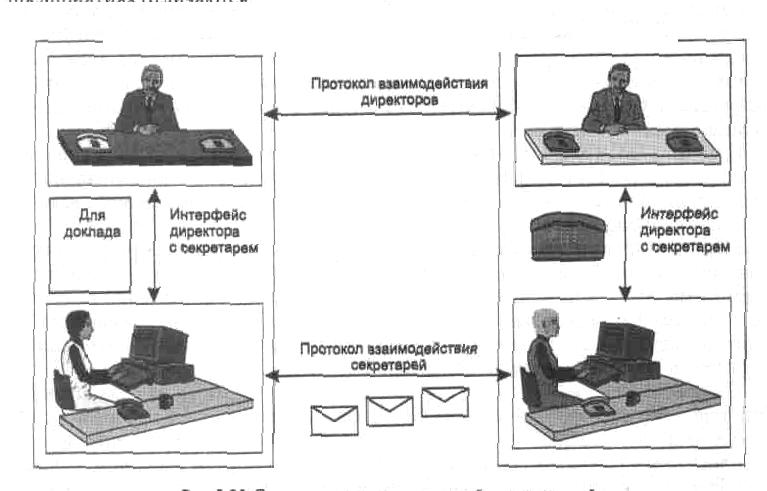 Протокол взаимодействия
директоров
Для
доклада
Интерфейс
директора
с секретарем
Интерфейс
директора
с секретарем
Протокол взаимодействия
секретарей